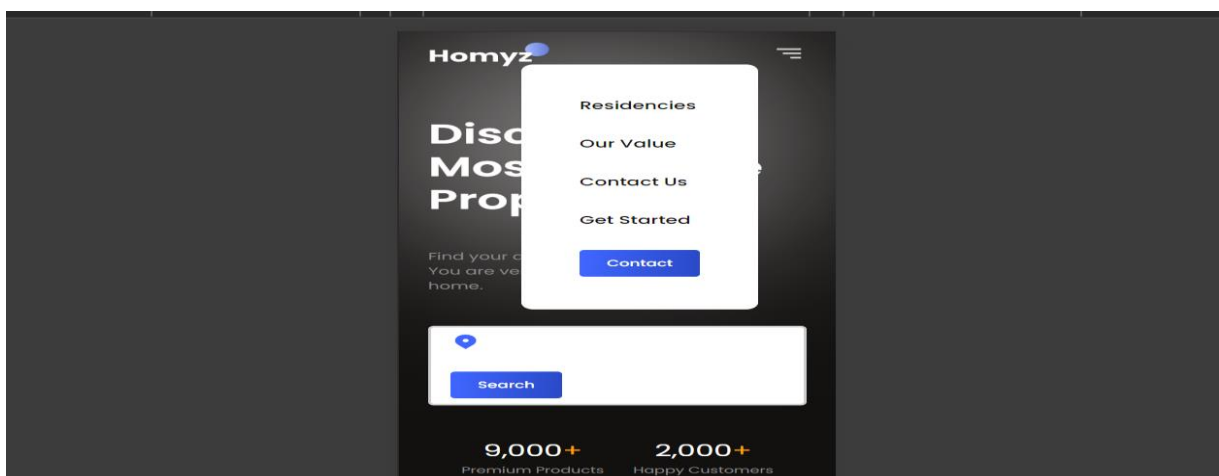 Homyz
Residencies
Our Value
Contact Us
Get Started
Contact
Disc
Mos
Prop
Find your
You are ve
home.
Search
9,000+ 2,000+
Premium Products Happy Customers